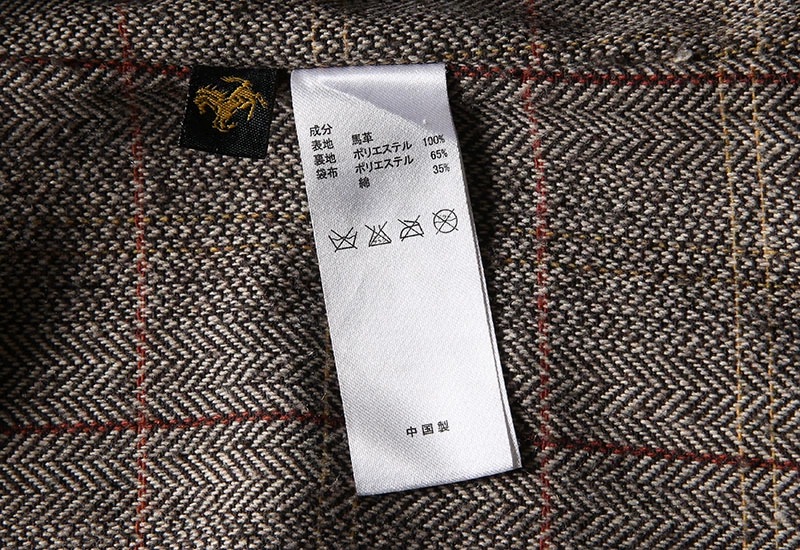 成分
表地 馬革
裏地 ポリエステル 100%
袋布 ポリエステル 65%
綿 35%
中国製